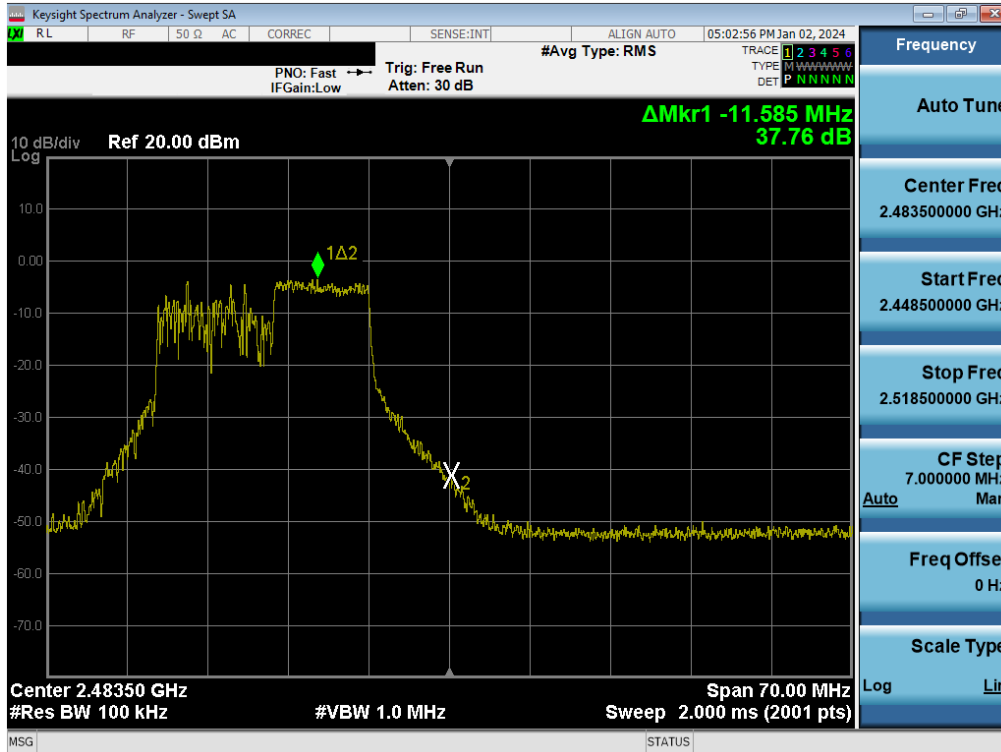 Keysight Spectrum Analyzer - Swept SA
LXI RL RF 50 Ω AC CORREC SENSE:INT ALIGN AUTO 05:02:56 PM Jan 02, 2024
#Avg Type: RMS TRACE 1 2 3 4 5 6
PNO: Fast Trig: Free Run TYPE M WWWWW
IFGain:Low Atten: 30 dB DET P N N N N N
ΔMkr1 -11.585 MHz
37.76 dB
10 dB/div Ref 20.00 dBm
Log
10.0
0.00
-10.0
-20.0
-30.0
-40.0
-50.0
-60.0
-70.0
1Δ2
2
Center 2.48350 GHz Span 70.00 MHz
#Res BW 100 kHz #VBW 1.0 MHz Sweep 2.000 ms (2001 pts)
MSG STATUS
Frequency
Auto Tune
Center Freq
2.483500000 GHz
Start Freq
2.448500000 GHz
Stop Freq
2.518500000 GHz
CF Step
7.000000 MHz
Auto Man
Freq Offset
0 Hz
Scale Type
Log Lin